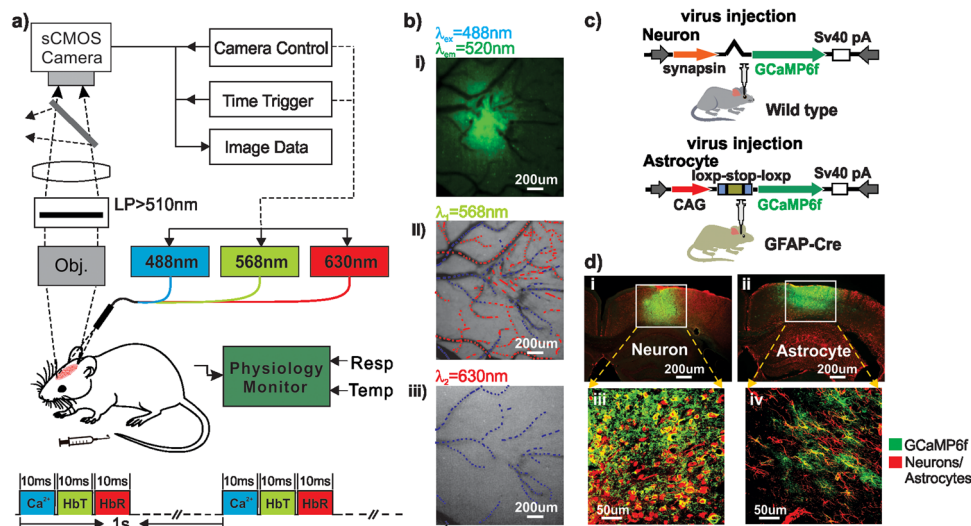 a)
sCMOS
Camera
Camera Control
Time Trigger
Image Data
LP>510nm
Obj.
488nm
568nm
630nm
Physiology
Monitor
Resp
Temp
10ms
10ms
10ms
10ms
10ms
10ms
Ca²⁺
HbT
HbR
Ca²⁺
HbT
HbR
1s
b)
λex=488nm
λem=520nm
i)
200um
λ1=568nm
II)
200um
λ2=630nm
iii)
200um
c)
virus injection
Neuron
Sv40 pA
synapsin
GCaMP6f
Wild type
virus injection
Astrocyte
loxp-stop-loxp
Sv40 pA
CAG
GCaMP6f
GFAP-Cre
d)
i
Neuron
200um
ii
Astrocyte
200um
iii
50um
iv
50um
GCaMP6f
Neurons/
Astrocytes